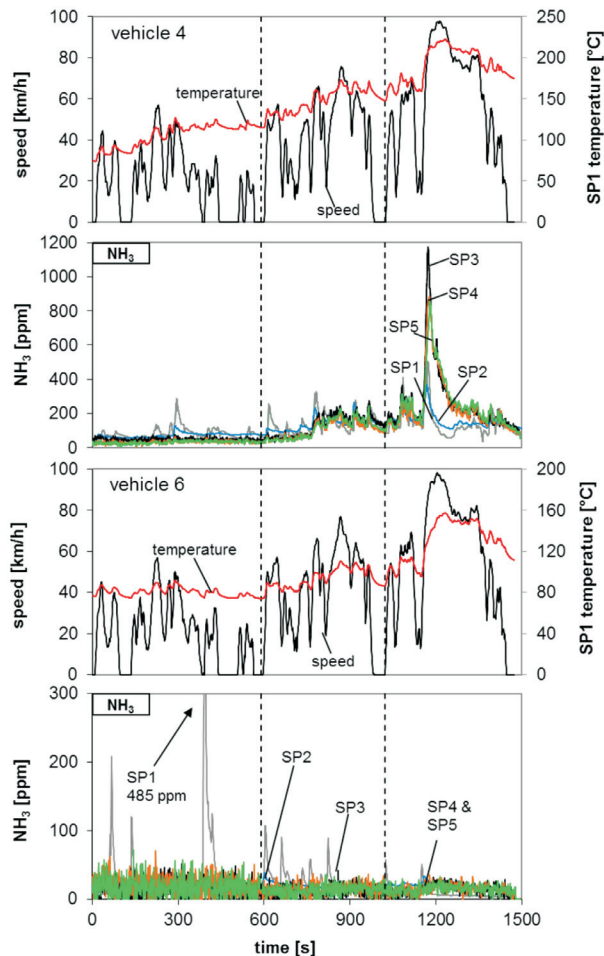 vehicle 4
speed [km/h]
100
80
60
40
20
0
temperature
speed
250
200
150
100
50
0
SP1 temperature [°C]
NH3
NH3 [ppm]
1200
1000
800
600
400
200
0
SP3
SP4
SP5
SP1
SP2
vehicle 6
speed [km/h]
100
80
60
40
20
0
temperature
speed
200
160
120
80
40
0
SP1 temperature [°C]
NH3
NH3 [ppm]
300
200
100
0
SP1
485 ppm
SP2
SP3
SP4 &
SP5
0 300 600 900 1200 1500
time [s]